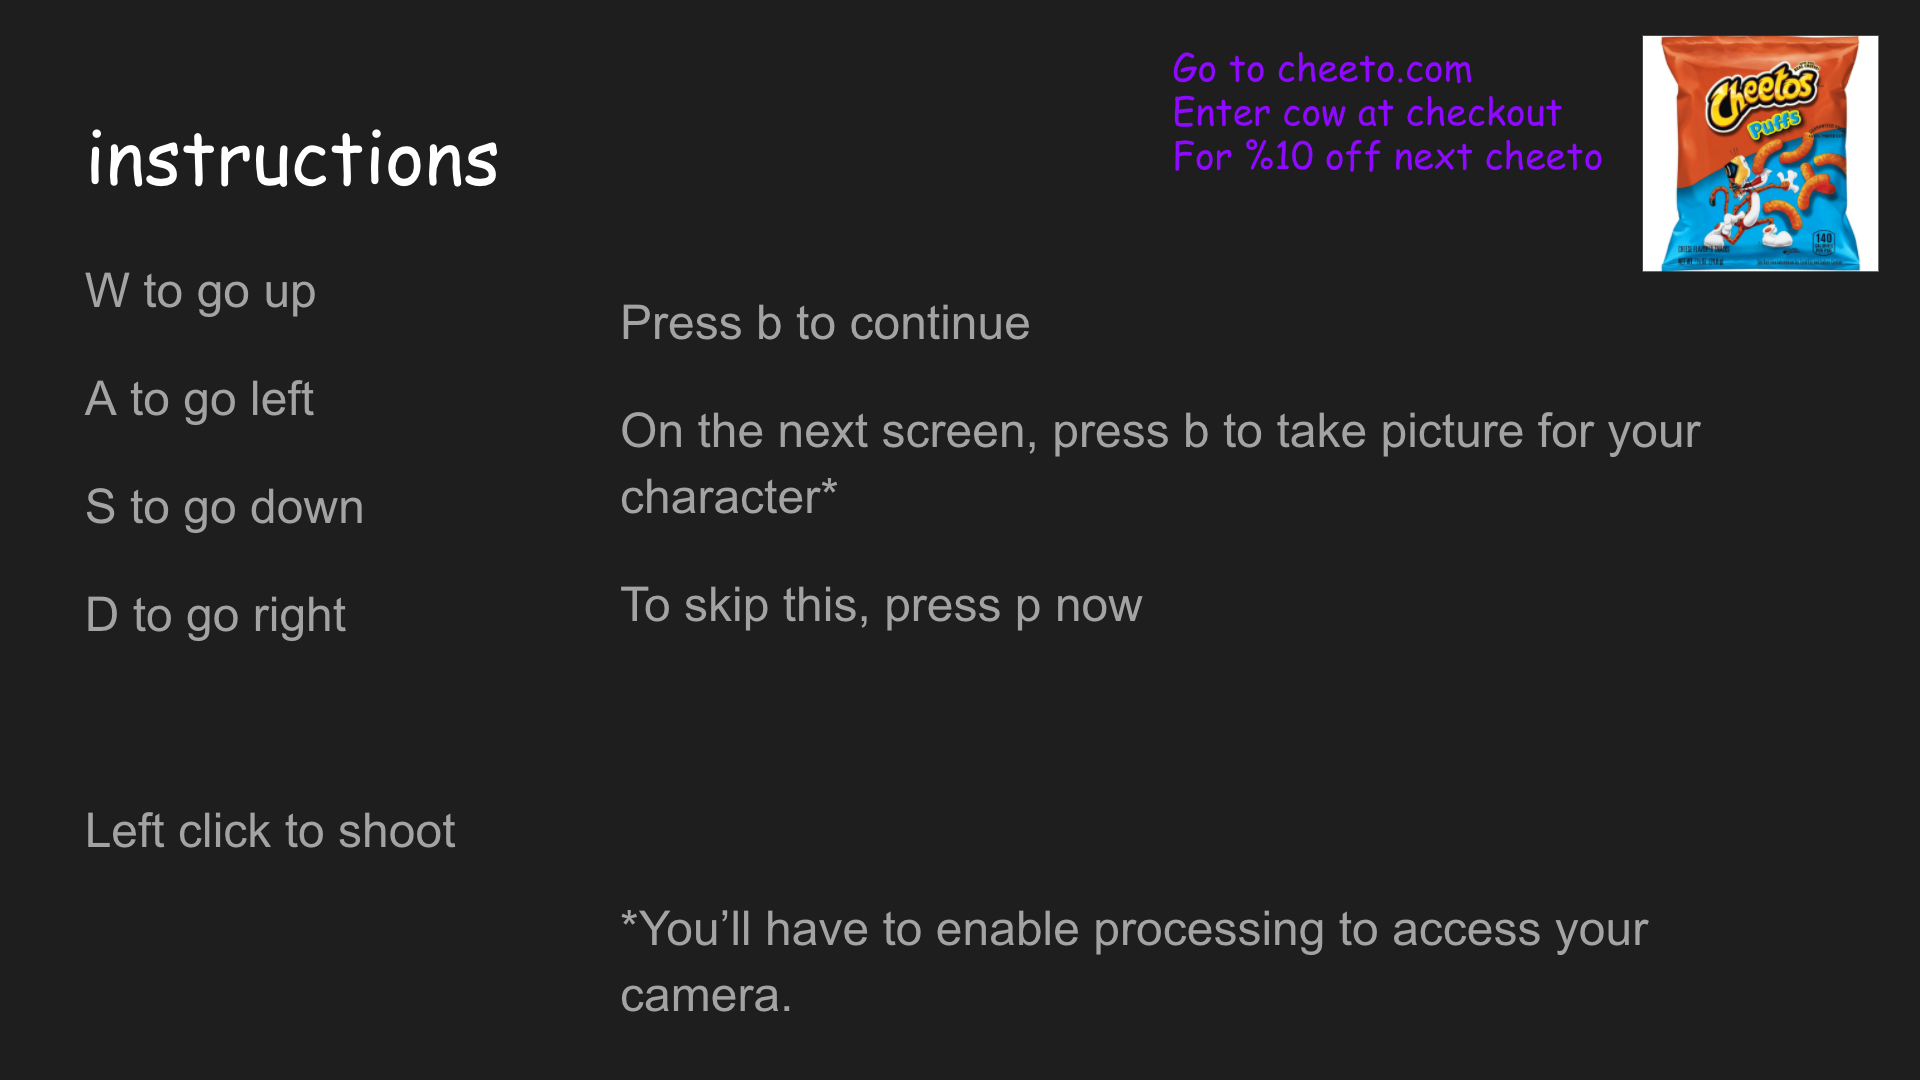 Go to cheeto.com
Enter cow at checkout
For %10 off next cheeto
Cheetos
Puffs
140
instructions
W to go up
A to go left
S to go down
D to go right
Left click to shoot
Press b to continue
On the next screen, press b to take picture for your
character*
To skip this, press p now
*You’ll have to enable processing to access your
camera.